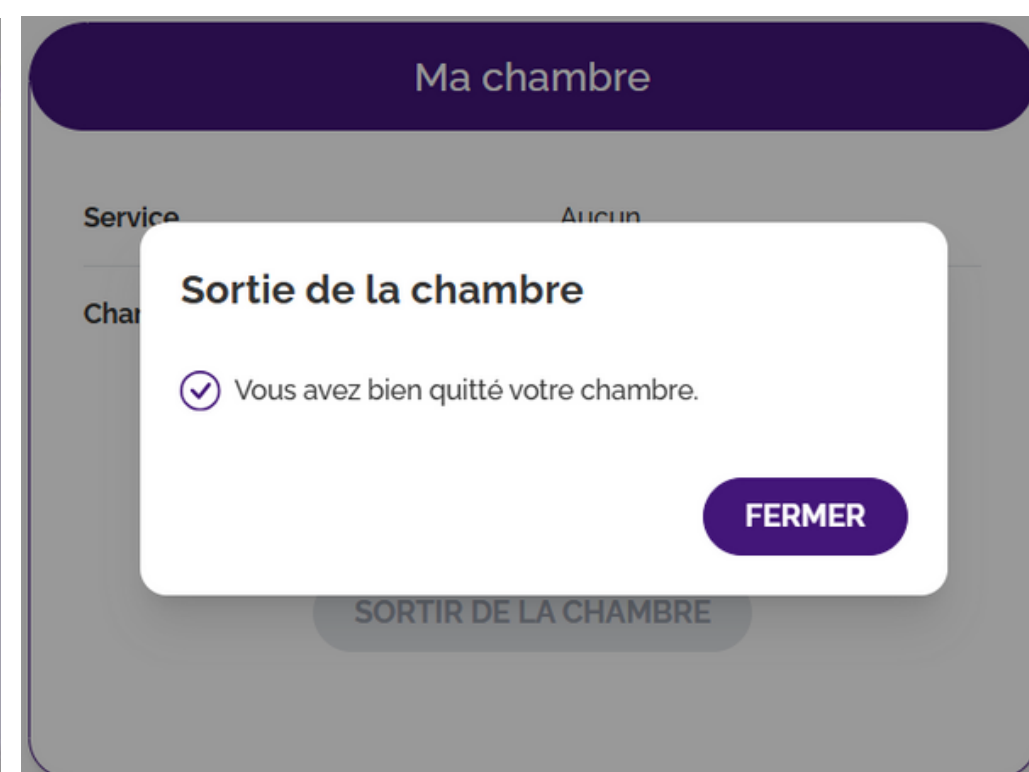 Ma chambre
Service Aucun
Sortie de la chambre
Vous avez bien quitté votre chambre.
FERMER
SORTIR DE LA CHAMBRE